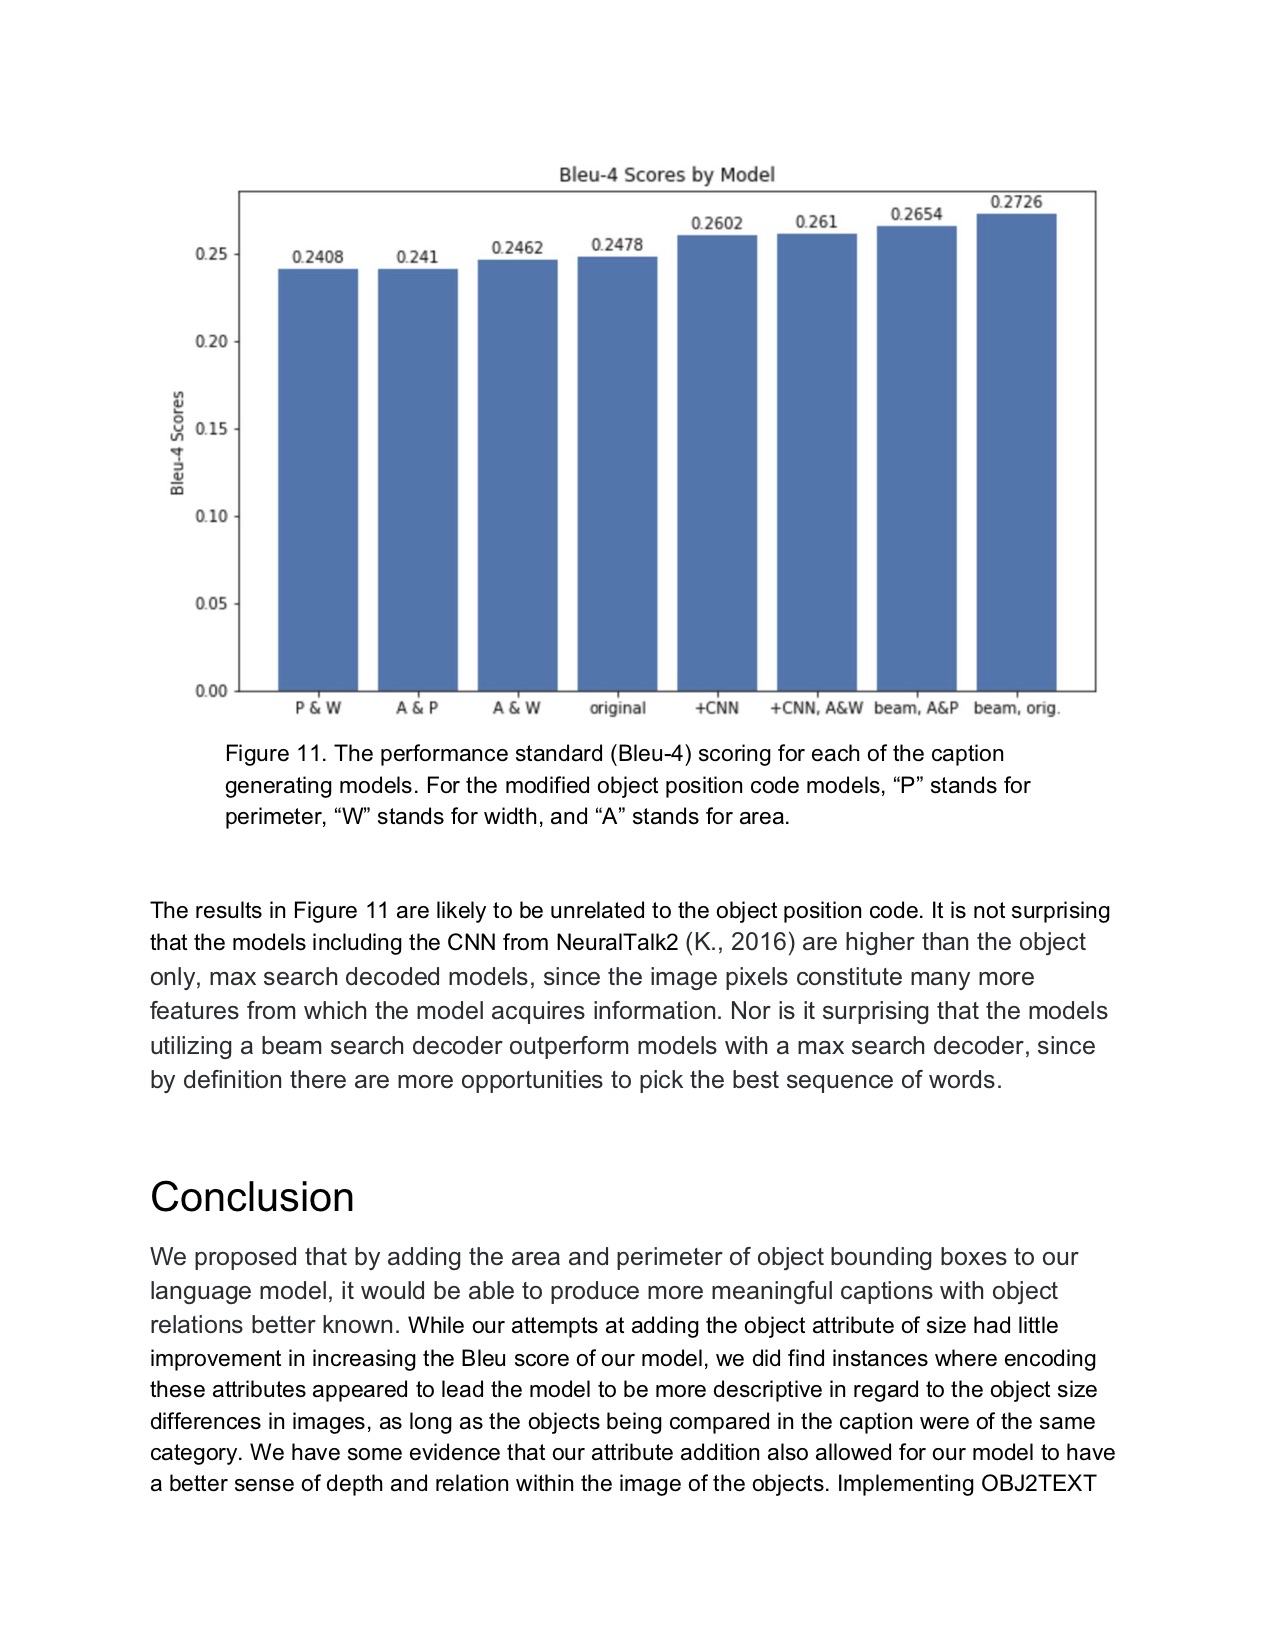 Bleu-4 Scores by Model
0.2408 0.241 0.2462 0.2478 0.2602 0.261 0.2654 0.2726
Bleu-4 Scores
0.25
0.20
0.15
0.10
0.05
0.00
P & W A & P A & W original +CNN +CNN, A&W beam, A&P beam, orig.
Figure 11. The performance standard (Bleu-4) scoring for each of the caption
generating models. For the modified object position code models, “P” stands for
perimeter, “W” stands for width, and “A” stands for area.
The results in Figure 11 are likely to be unrelated to the object position code. It is not surprising
that the models including the CNN from NeuralTalk2 (K., 2016) are higher than the object
only, max search decoded models, since the image pixels constitute many more
features from which the model acquires information. Nor is it surprising that the models
utilizing a beam search decoder outperform models with a max search decoder, since
by definition there are more opportunities to pick the best sequence of words.
Conclusion
We proposed that by adding the area and perimeter of object bounding boxes to our
language model, it would be able to produce more meaningful captions with object
relations better known. While our attempts at adding the object attribute of size had little
improvement in increasing the Bleu score of our model, we did find instances where encoding
these attributes appeared to lead the model to be more descriptive in regard to the object size
differences in images, as long as the objects being compared in the caption were of the same
category. We have some evidence that our attribute addition also allowed for our model to have
a better sense of depth and relation within the image of the objects. Implementing OBJ2TEXT